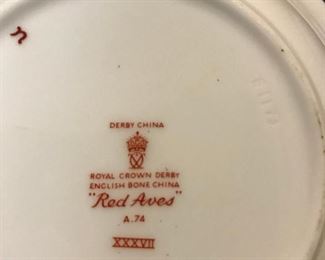 DERBY CHINA
ROYAL CROWN DERBY
ENGLISH BONE CHINA
"Red Aves"
A.74
XXXVII